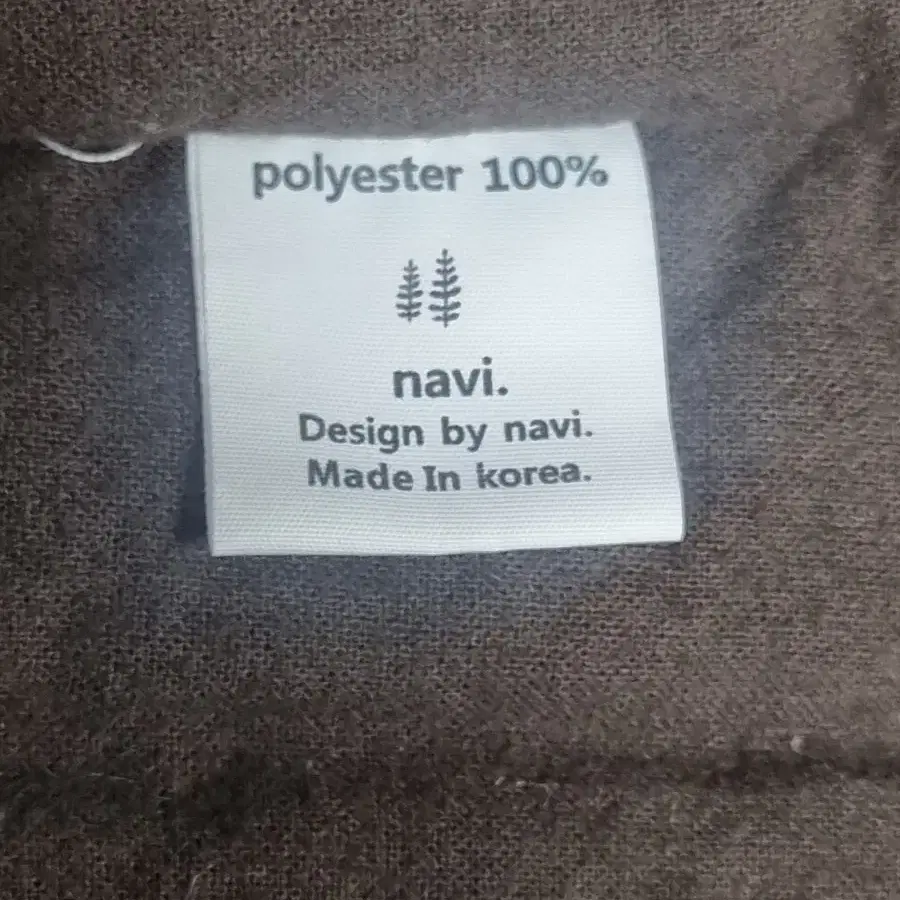 polyester 100%
navi.
Design by navi.
Made In korea.